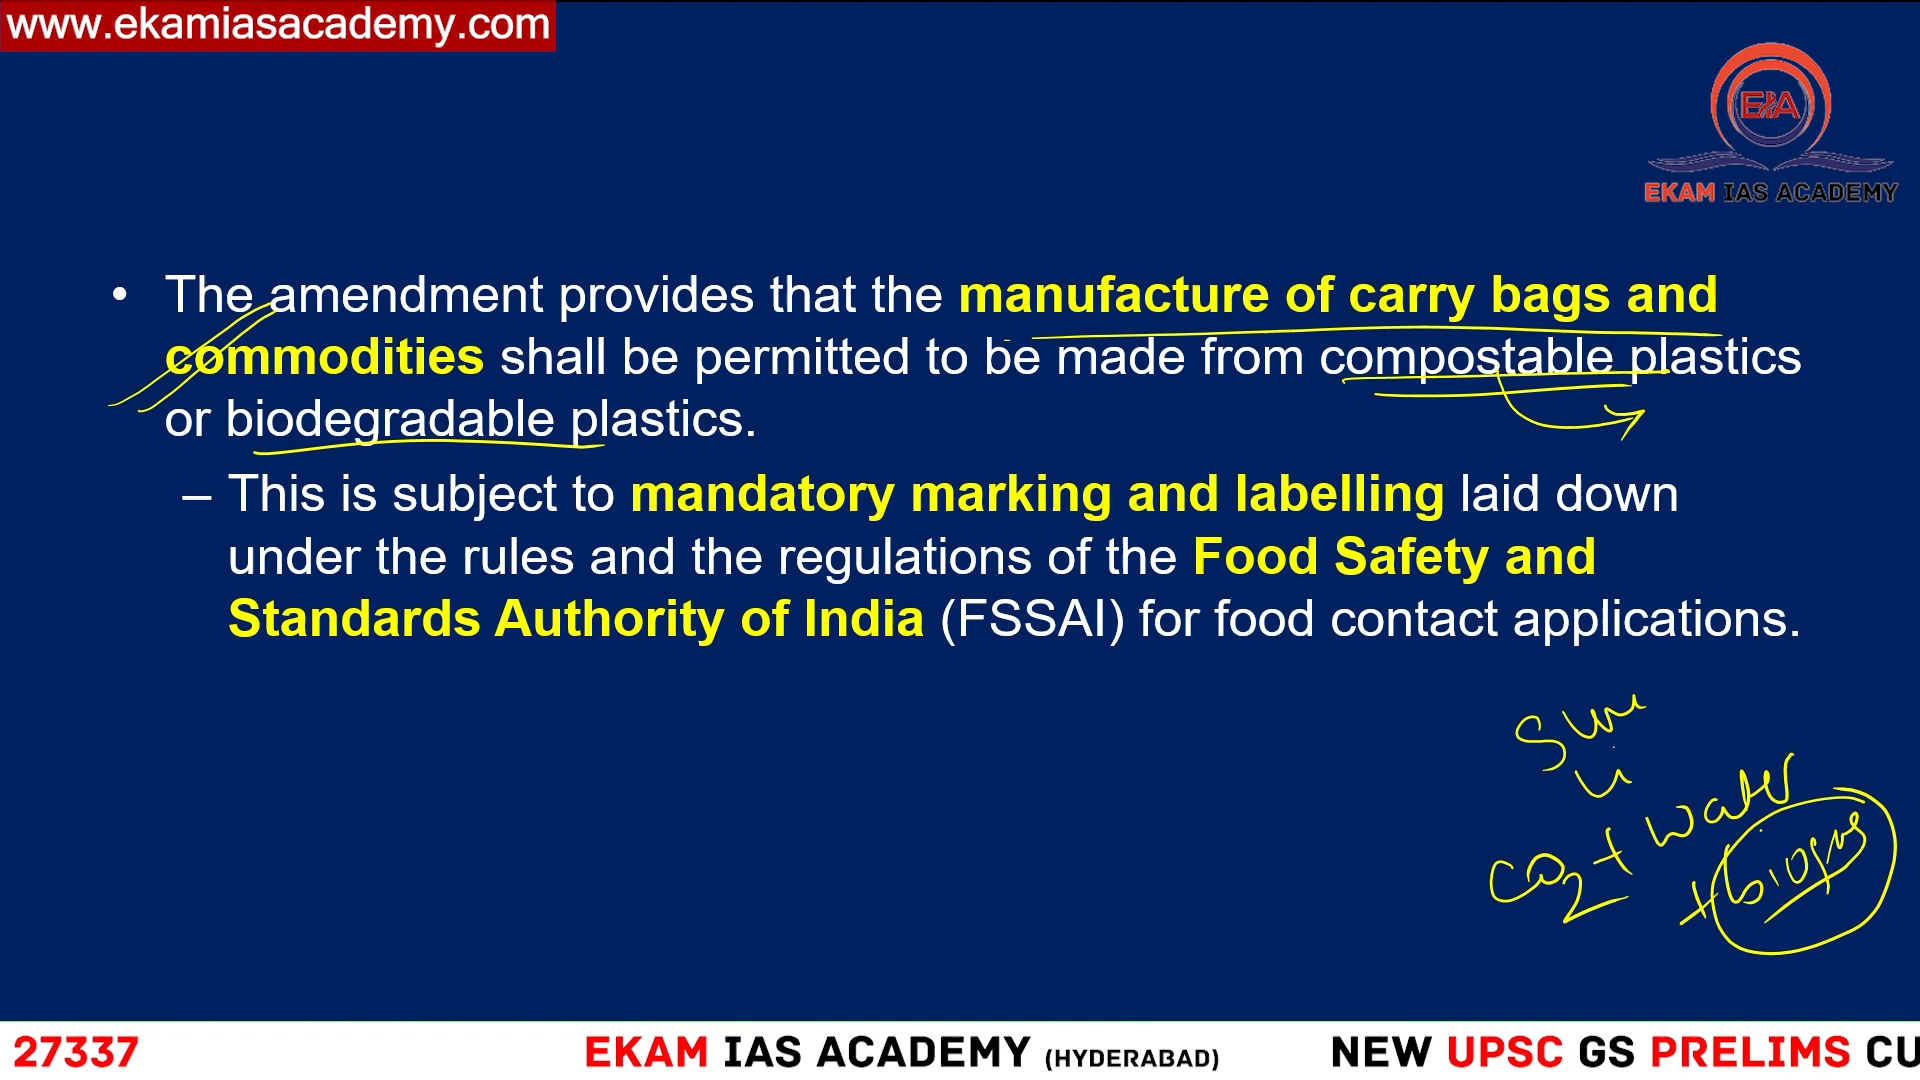 www.ekamiasacademy.com
EIA
EKAM IAS ACADEMY
• The amendment provides that the manufacture of carry bags and
commodities shall be permitted to be made from compostable plastics
or biodegradable plastics.
– This is subject to mandatory marking and labelling laid down
under the rules and the regulations of the Food Safety and
Standards Authority of India (FSSAI) for food contact applications.
CO2 + water
+ biogas
27337 EKAM IAS ACADEMY (HYDERABAD) NEW UPSC GS PRELIMS CU